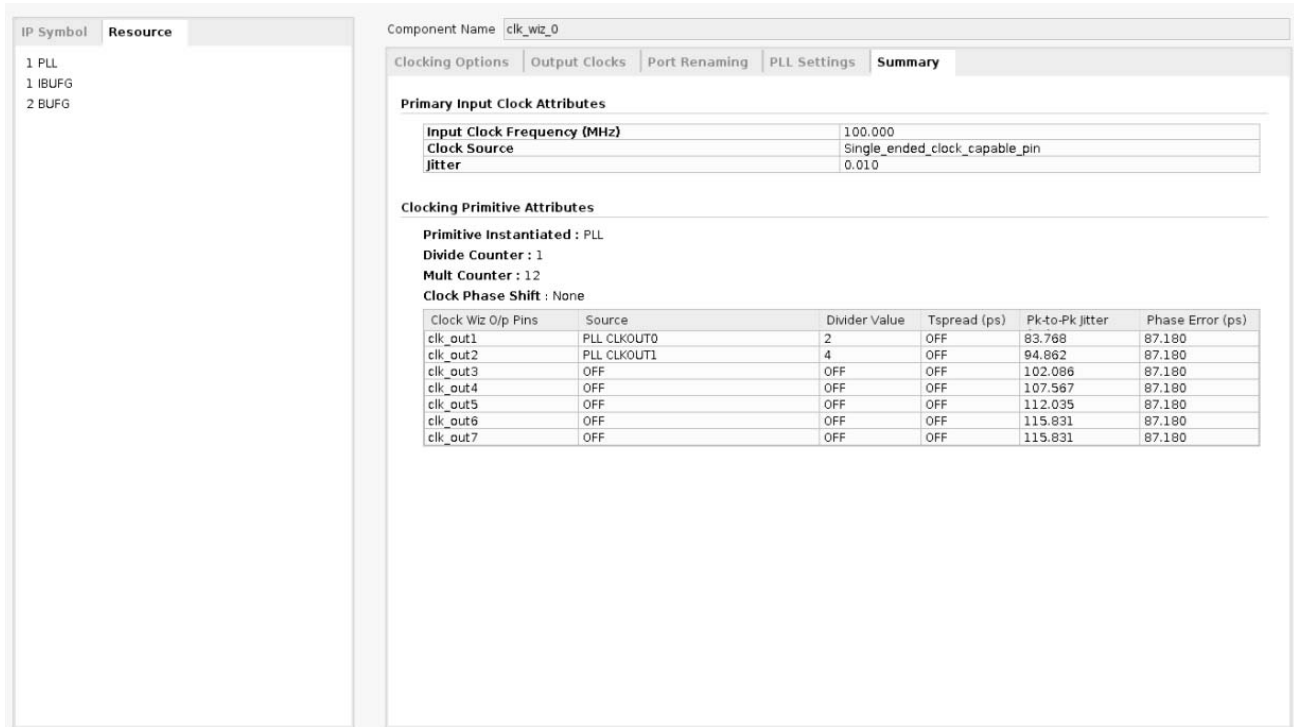 IP Symbol Resource
1 PLL
1 IBUFG
2 BUFG
Component Name clk_wiz_0
Clocking Options Output Clocks Port Renaming PLL Settings Summary
Primary Input Clock Attributes
Input Clock Frequency (MHz) 100.000
Clock Source Single_ended_clock_capable_pin
Jitter 0.010
Clocking Primitive Attributes
Primitive Instantiated : PLL
Divide Counter : 1
Mult Counter : 12
Clock Phase Shift : None
Clock Wiz O/p Pins Source Divider Value Tspread (ps) Pk-to-Pk Jitter Phase Error (ps)
clk_out1 PLL CLKOUT0 2 OFF 83.768 87.180
clk_out2 PLL CLKOUT1 4 OFF 94.862 87.180
clk_out3 OFF OFF OFF 102.086 87.180
clk_out4 OFF OFF OFF 107.567 87.180
clk_out5 OFF OFF OFF 112.035 87.180
clk_out6 OFF OFF OFF 115.831 87.180
clk_out7 OFF OFF OFF 115.831 87.180